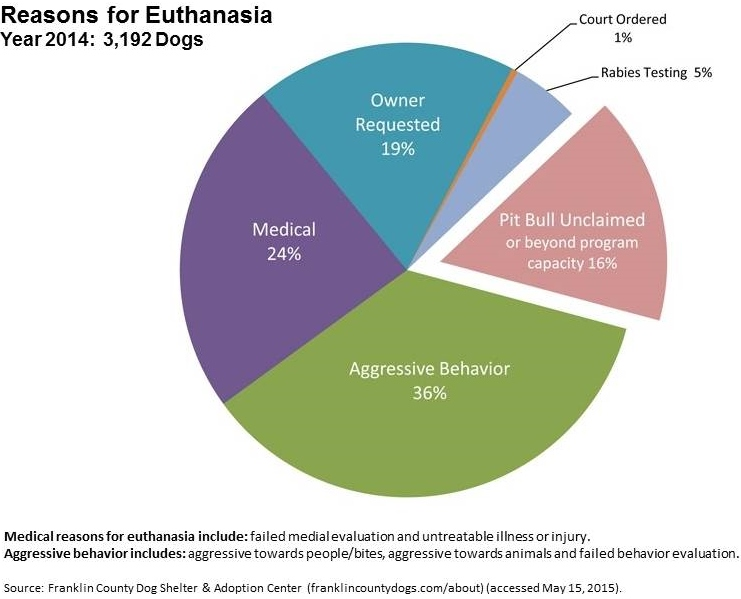 Reasons for Euthanasia
Year 2014: 3,192 Dogs
Court Ordered
1%
Rabies Testing 5%
Owner
Requested
19%
Medical
24%
Pit Bull Unclaimed
or beyond program
capacity 16%
Aggressive Behavior
36%
Medical reasons for euthanasia include: failed medial evaluation and untreatable illness or injury.
Aggressive behavior includes: aggressive towards people/bites, aggressive towards animals and failed behavior evaluation.
Source: Franklin County Dog Shelter & Adoption Center (franklincountydogs.com/about) (accessed May 15, 2015).